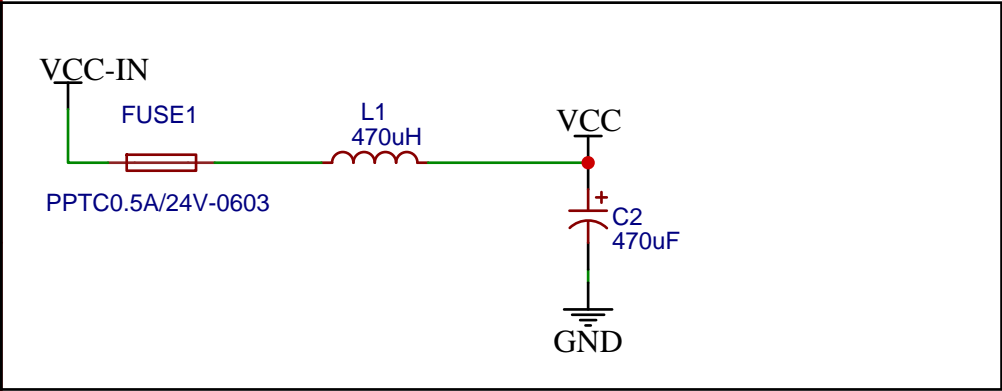 VCC-IN
FUSE1
PPTC0.5A/24V-0603
L1
470uH
VCC
+
C2
470uF
GND